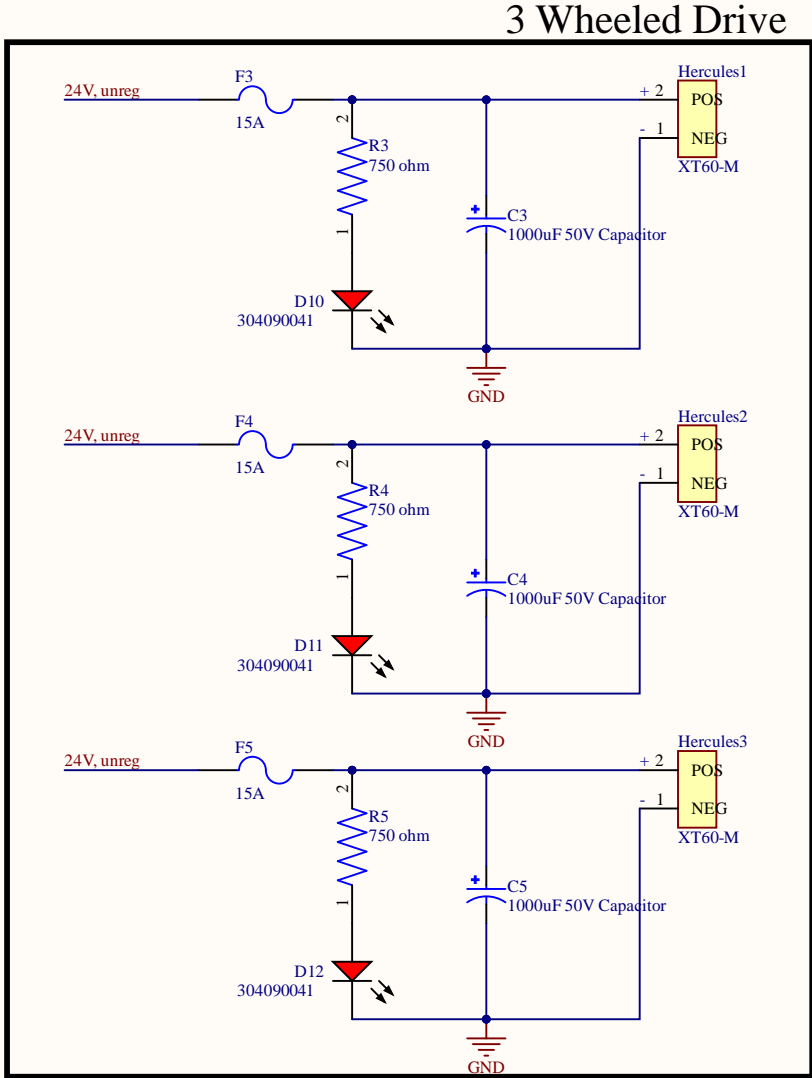 3 Wheeled Drive
24V, unreg
F3
15A
2
R3
750 ohm
1
D10
304090041
C3
1000uF 50V Capacitor
GND
Hercules1
+ 2
POS
- 1
NEG
XT60-M
24V, unreg
F4
15A
2
R4
750 ohm
1
D11
304090041
C4
1000uF 50V Capacitor
GND
Hercules2
+ 2
POS
- 1
NEG
XT60-M
24V, unreg
F5
15A
2
R5
750 ohm
1
D12
304090041
C5
1000uF 50V Capacitor
GND
Hercules3
+ 2
POS
- 1
NEG
XT60-M